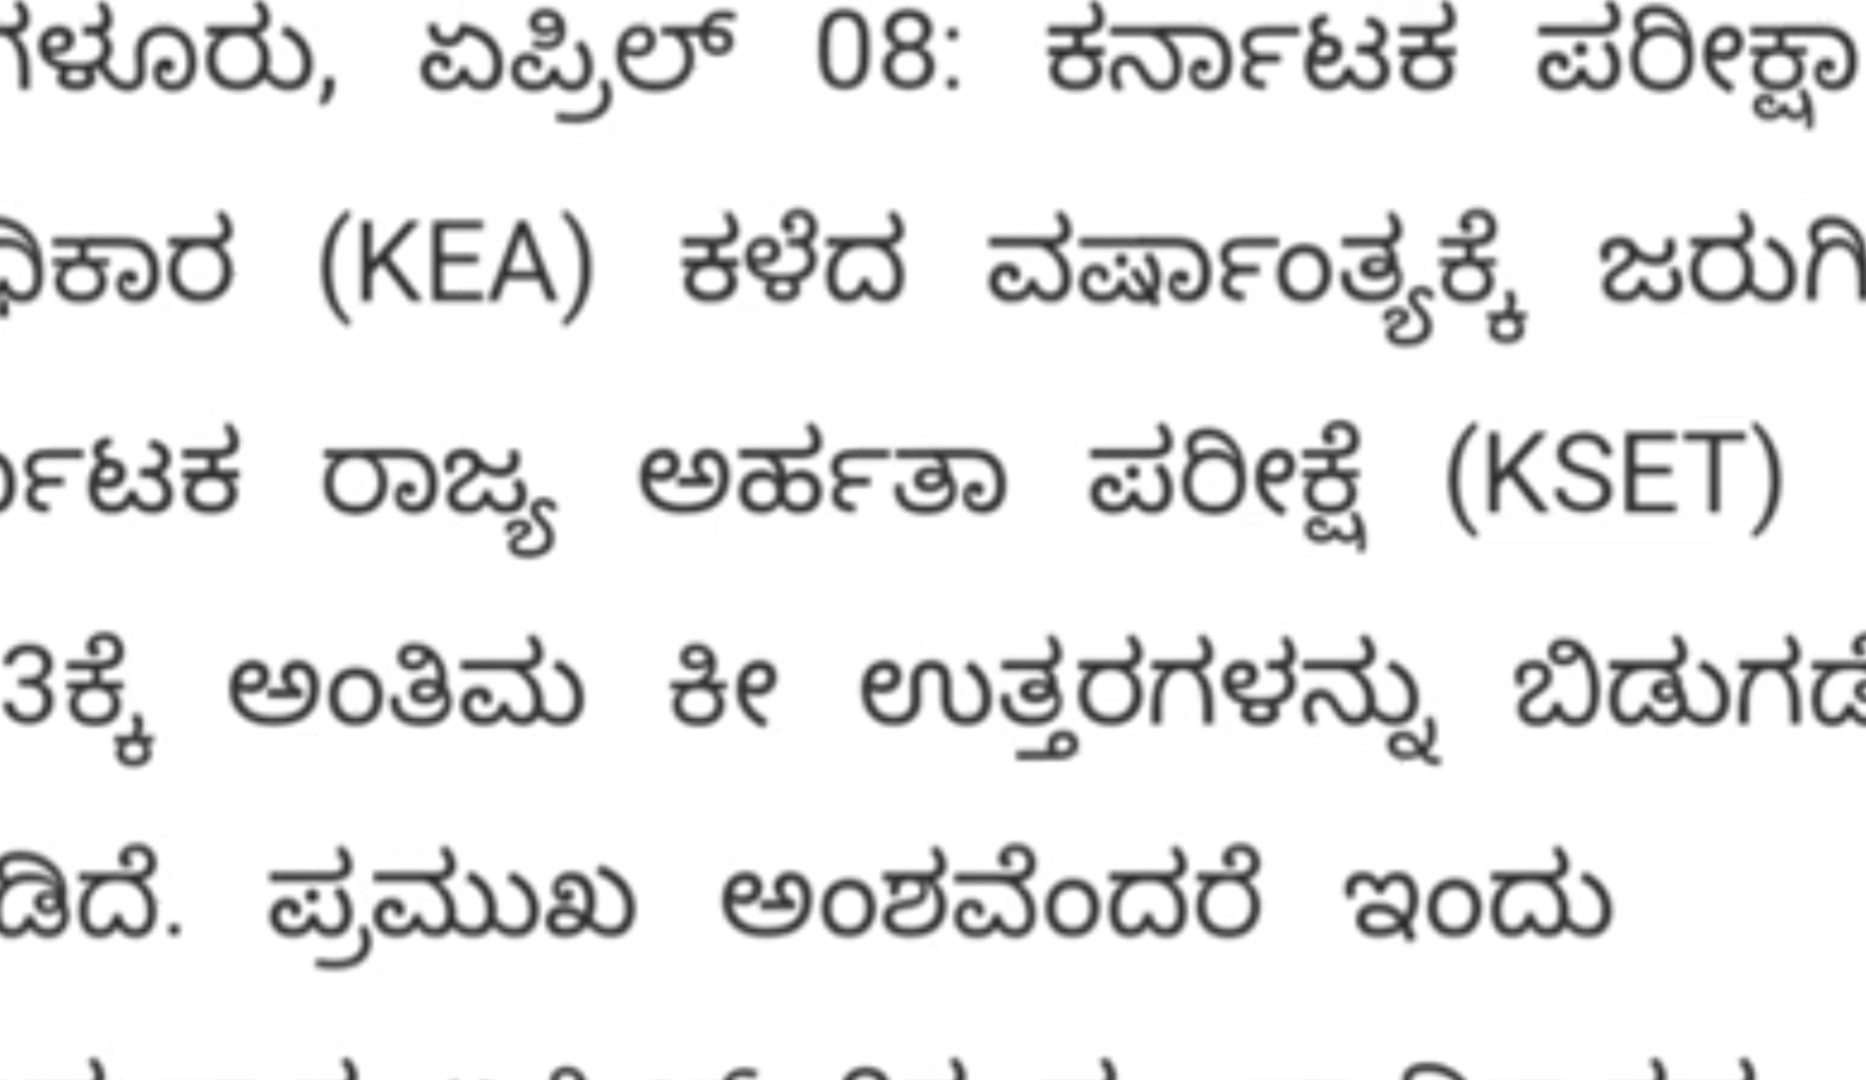 ಗಳೂರು, ಏಪ್ರಿಲ್ 08: ಕರ್ನಾಟಕ ಪರೀಕ್ಷಾ
ಧಿಕಾರ (KEA) ಕಳೆದ ವರ್ಷಾಂತ್ಯಕ್ಕೆ ಜರುಗಿ
ರ್ನಾಟಕ ರಾಜ್ಯ ಅರ್ಹತಾ ಪರೀಕ್ಷೆ (KSET)
3ಕ್ಕೆ ಅಂತಿಮ ಕೀ ಉತ್ತರಗಳನ್ನು ಬಿಡುಗಡೆ
ಡಿದೆ. ಪ್ರಮುಖ ಅಂಶವೆಂದರೆ ಇಂದು